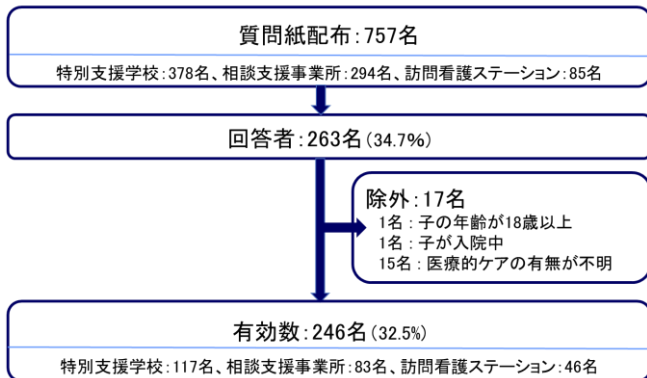 質問紙配布：757名
特別支援学校：378名、相談支援事業所：294名、訪問看護ステーション：85名
回答者：263名（34.7％）
除外：17名
1名：子の年齢が18歳以上
1名：子が入院中
15名：医療的ケアの有無が不明
有効数：246名（32.5%）
特別支援学校：117名、相談支援事業所：83名、訪問看護ステーション：46名